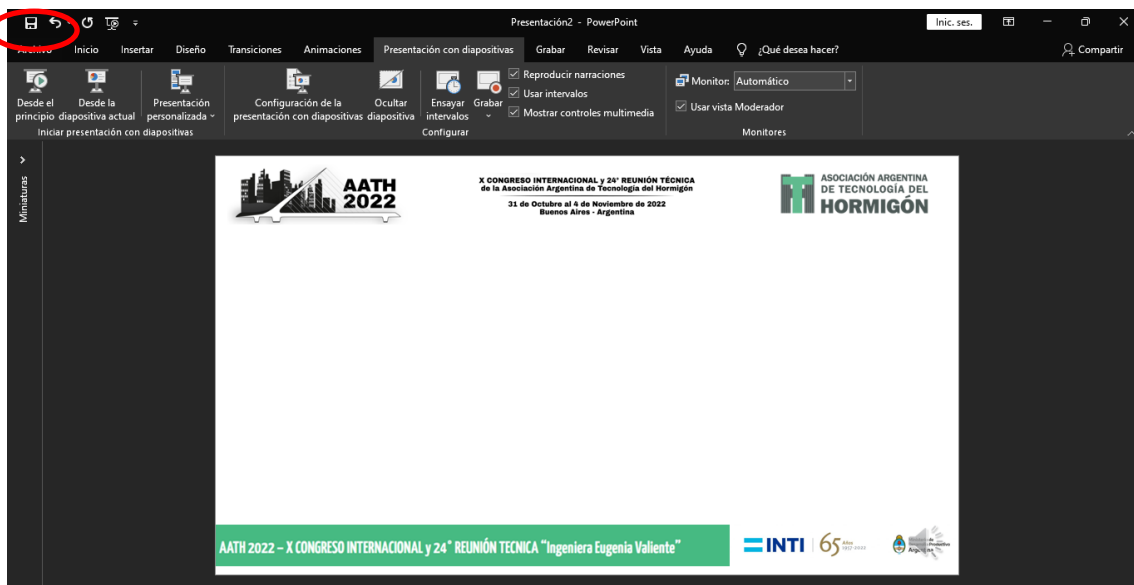 Presentación2 - PowerPoint
Inic. ses.
Archivo Inicio Insertar Diseño Transiciones Animaciones Presentación con diapositivas Grabar Revisar Vista Ayuda ¿Qué desea hacer? Compartir
Desde el principio
Desde la diapositiva actual
Presentación personalizada
Configuración de la presentación con diapositivas
Ocultar diapositiva
Ensayar intervalos
Grabar
Reproducir narraciones
Usar intervalos
Mostrar controles multimedia
Monitor: Automático
Usar vista Moderador
Iniciar presentación con diapositivas
Configurar
Monitores
Miniaturas
AATH
2022
X CONGRESO INTERNACIONAL y 24° REUNIÓN TÉCNICA
de la Asociación Argentina de Tecnología del Hormigón
31 de Octubre al 4 de Noviembre de 2022
Buenos Aires - Argentina
ASOCIACIÓN ARGENTINA
DE TECNOLOGÍA DEL
HORMIGÓN
AATH 2022 – X CONGRESO INTERNACIONAL y 24° REUNIÓN TECNICA “Ingeniera Eugenia Valiente”
INTI
65 Años
1957-2022